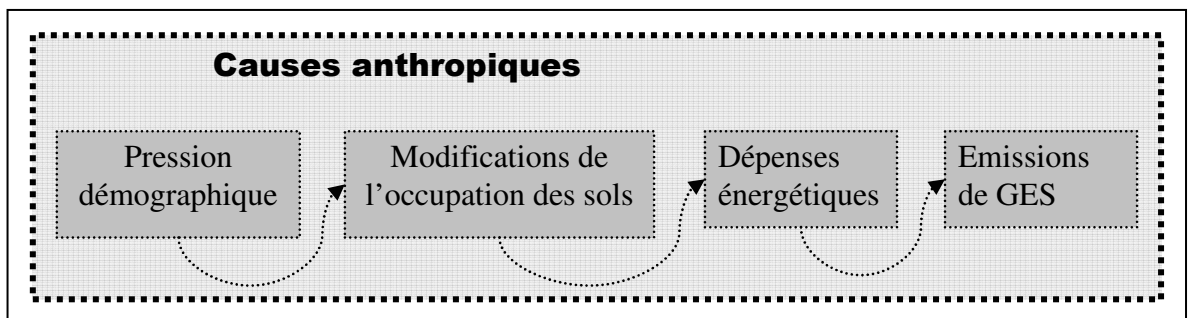 Causes anthropiques
Pression
démographique
Modifications de
l’occupation des sols
Dépenses
énergétiques
Emissions
de GES